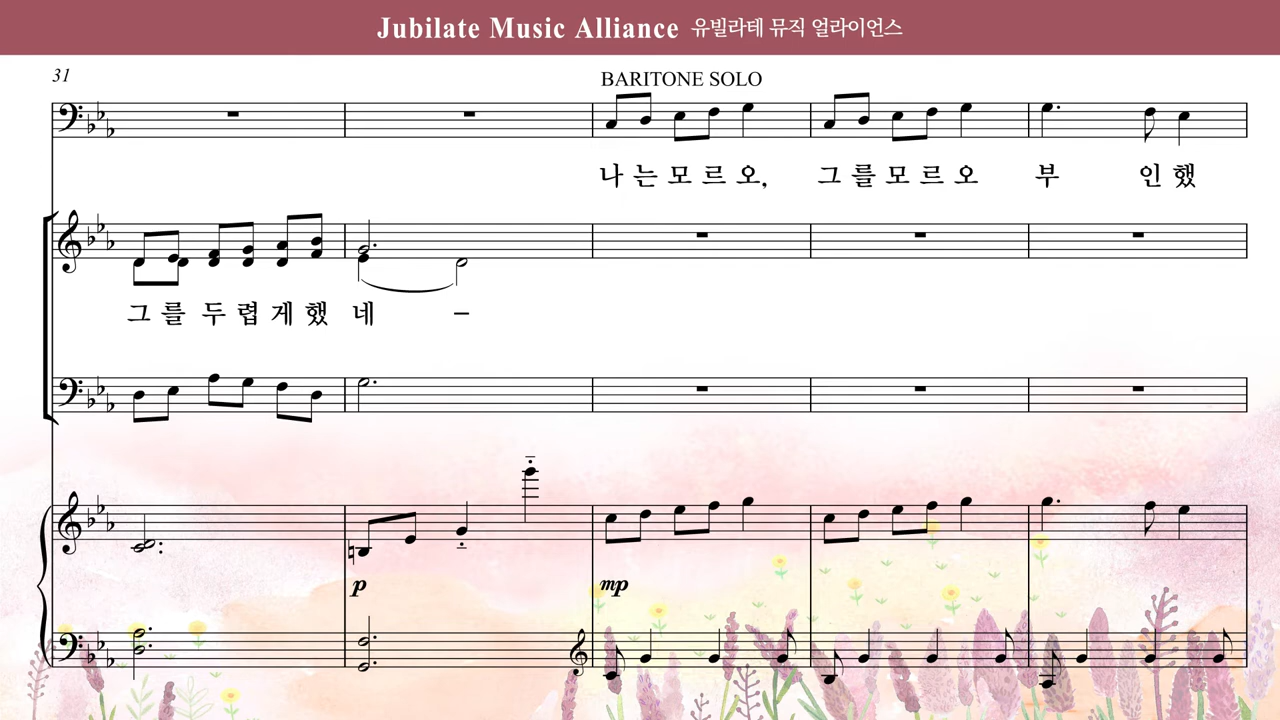 Jubilate Music Alliance 유빌라테 뮤직 얼라이언스
31
BARITONE SOLO
나 는 모 르 오, 그 를 모 르 오 부 인 했
그 를 두 렵 게 했 네 –
p mp